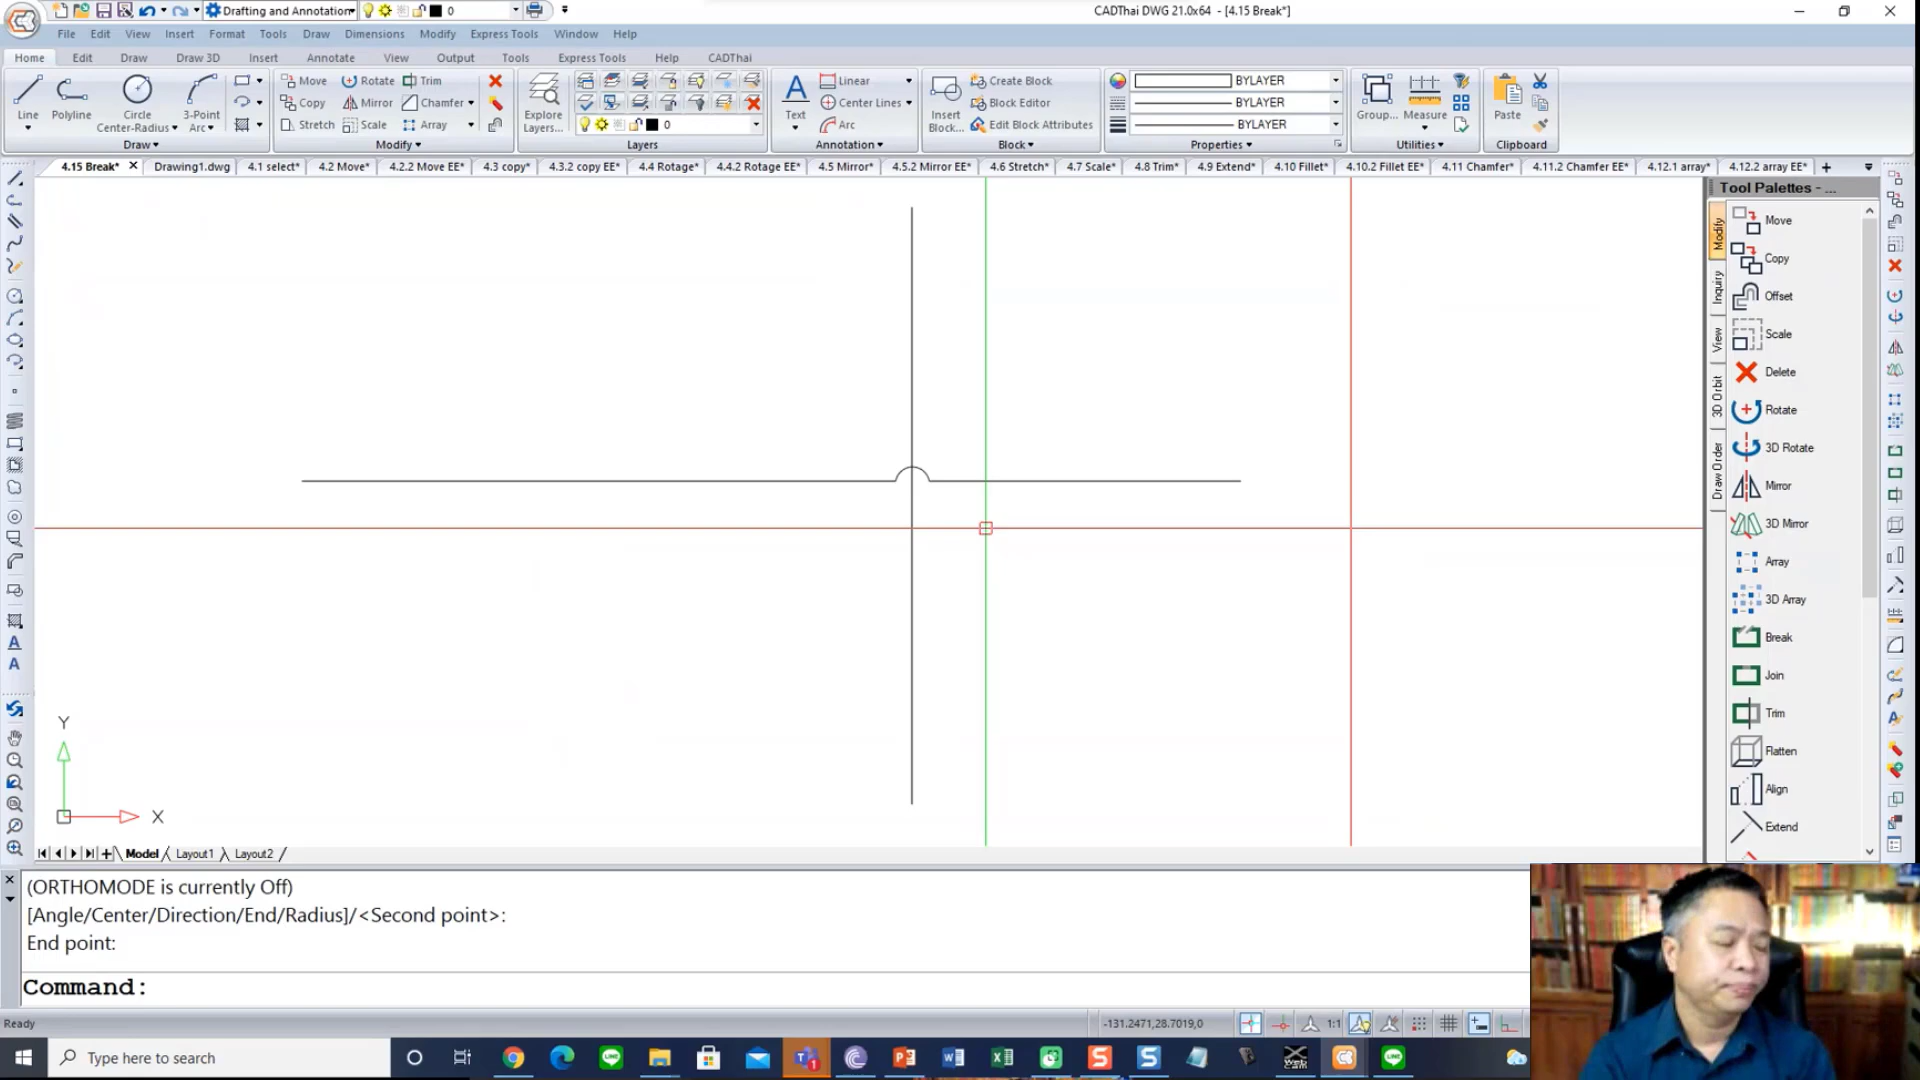 Drafting and Annotation
0
CADThai DWG 21.0x64 - [4.15 Break*]
File Edit View Insert Format Tools Draw Dimensions Modify Express Tools Window Help
Home Edit Draw Draw 3D Insert Annotate View Output Tools Express Tools Help CADThai
Line
Polyline
Circle
Center-Radius
3-Point
Arc
Draw
Move Rotate Trim
Copy Mirror Chamfer
Stretch Scale Array
Modify
Explore
Layers...
0
Layers
Text
Linear
Center Lines
Arc
Annotation
Insert
Block...
Create Block
Block Editor
Edit Block Attributes
Block
BYLAYER
BYLAYER
BYLAYER
Properties
Group...
Measure
Utilities
Paste
Clipboard
4.15 Break* Drawing1.dwg 4.1 select* 4.2 Move* 4.2.2 Move EE* 4.3 copy* 4.3.2 copy EE* 4.4 Rotage* 4.4.2 Rotage EE* 4.5 Mirror* 4.5.2 Mirror EE* 4.6 Stretch* 4.7 Scale* 4.8 Trim* 4.9 Extend* 4.10 Fillet* 4.10.2 Fillet EE* 4.11 Chamfer* 4.11.2 Chamfer EE* 4.12.1 array* 4.12.2 array EE*
Tool Palettes - ...
Modify
Inquiry
View
3D Orbit
Draw Order
Move
Copy
Offset
Scale
Delete
Rotate
3D Rotate
Mirror
3D Mirror
Array
3D Array
Break
Join
Trim
Flatten
Align
Extend
Y
X
Model Layout1 Layout2
(ORTHOMODE is currently Off)
[Angle/Center/Direction/End/Radius]/<Second point>:
End point:
Command:
Ready
-131.2471,28.7019,0
1:1
Type here to search